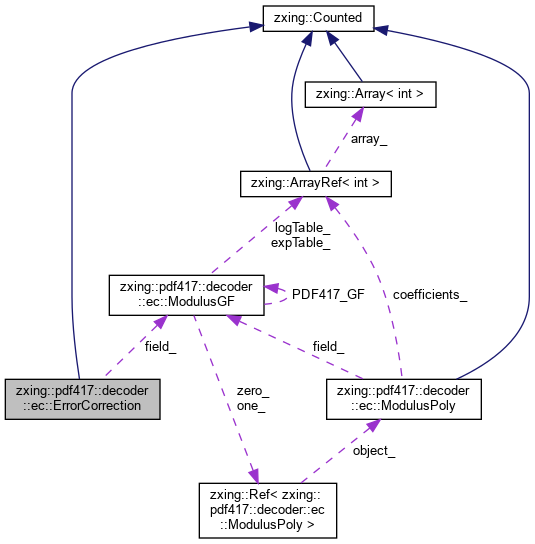 zxing::Counted
zxing::Array< int >
array_
zxing::ArrayRef< int >
logTable_
expTable_
zxing::pdf417::decoder
::ec::ModulusGF
PDF417_GF
coefficients_
field_
field_
zxing::pdf417::decoder
::ec::ErrorCorrection
zero_
one_
zxing::pdf417::decoder
::ec::ModulusPoly
object_
zxing::Ref< zxing::
pdf417::decoder::ec
::ModulusPoly >